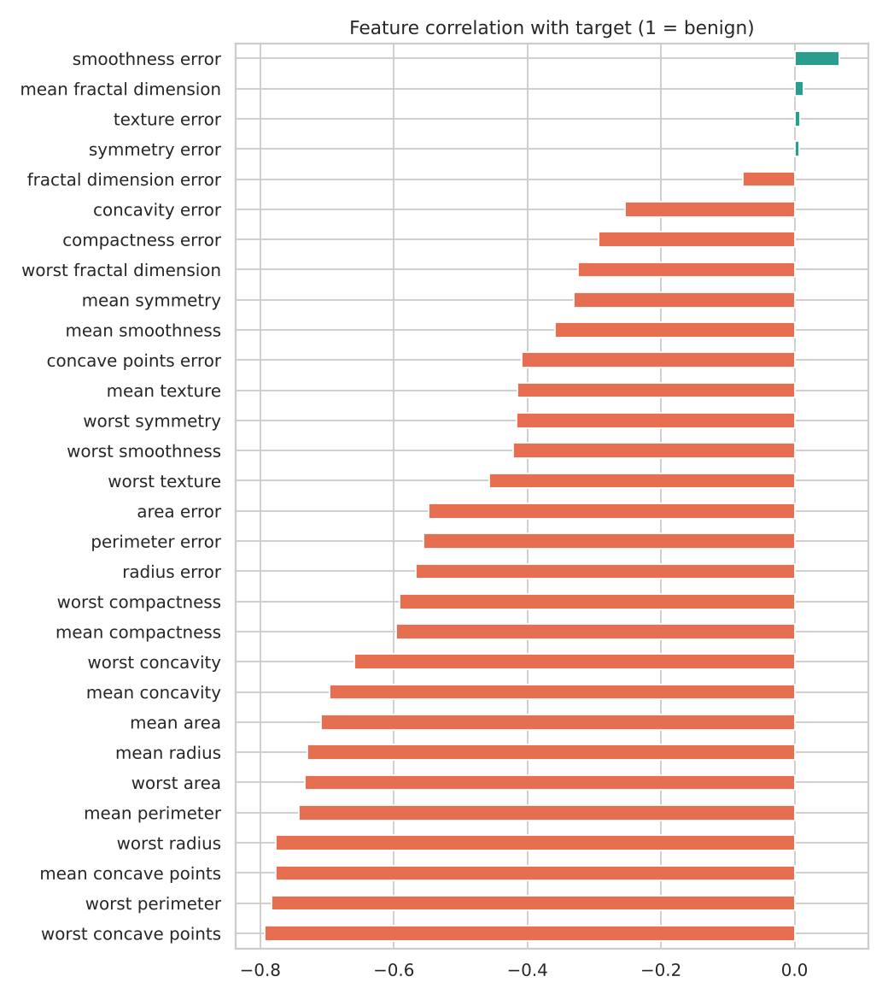 Feature correlation with target (1 = benign)
smoothness error
mean fractal dimension
texture error
symmetry error
fractal dimension error
concavity error
compactness error
worst fractal dimension
mean symmetry
mean smoothness
concave points error
mean texture
worst symmetry
worst smoothness
worst texture
area error
perimeter error
radius error
worst compactness
mean compactness
worst concavity
mean concavity
mean area
mean radius
worst area
mean perimeter
worst radius
mean concave points
worst perimeter
worst concave points
−0.8 −0.6 −0.4 −0.2 0.0